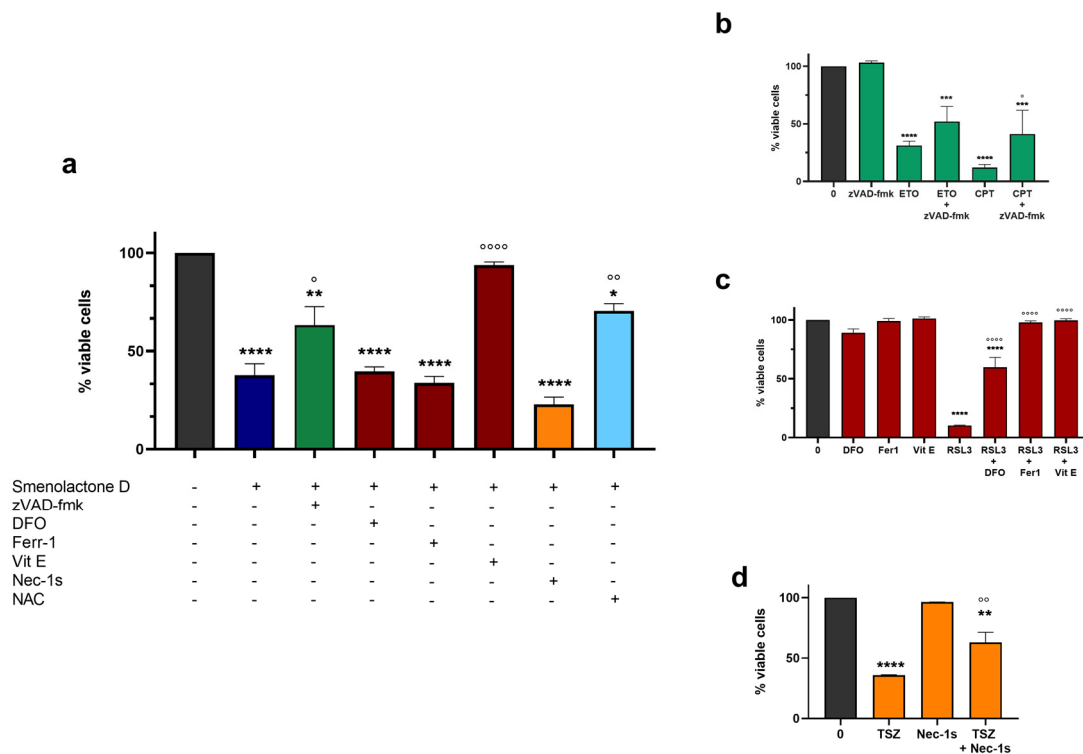 a
% viable cells
100
50
0
°
°°°°
°°
**
*
****
****
****
****
Smenolactone D - + + + + + + +
zVAD-fmk - - + - - - - -
DFO - - - + - - - -
Ferr-1 - - - - + - - -
Vit E - - - - - + - -
Nec-1s - - - - - - + -
NAC - - - - - - - +
b
% viable cells
100
50
0
****
***
****
°
***
0 zVAD-fmk ETO ETO + zVAD-fmk CPT CPT + zVAD-fmk
c
% viable cells
100
50
0
****
°°°°
****
°°°°
°°°°
0 DFO Fer1 Vit E RSL3 RSL3 + DFO RSL3 + Fer1 RSL3 + Vit E
d
% viable cells
100
50
0
****
°°
**
0 TSZ Nec-1s TSZ + Nec-1s